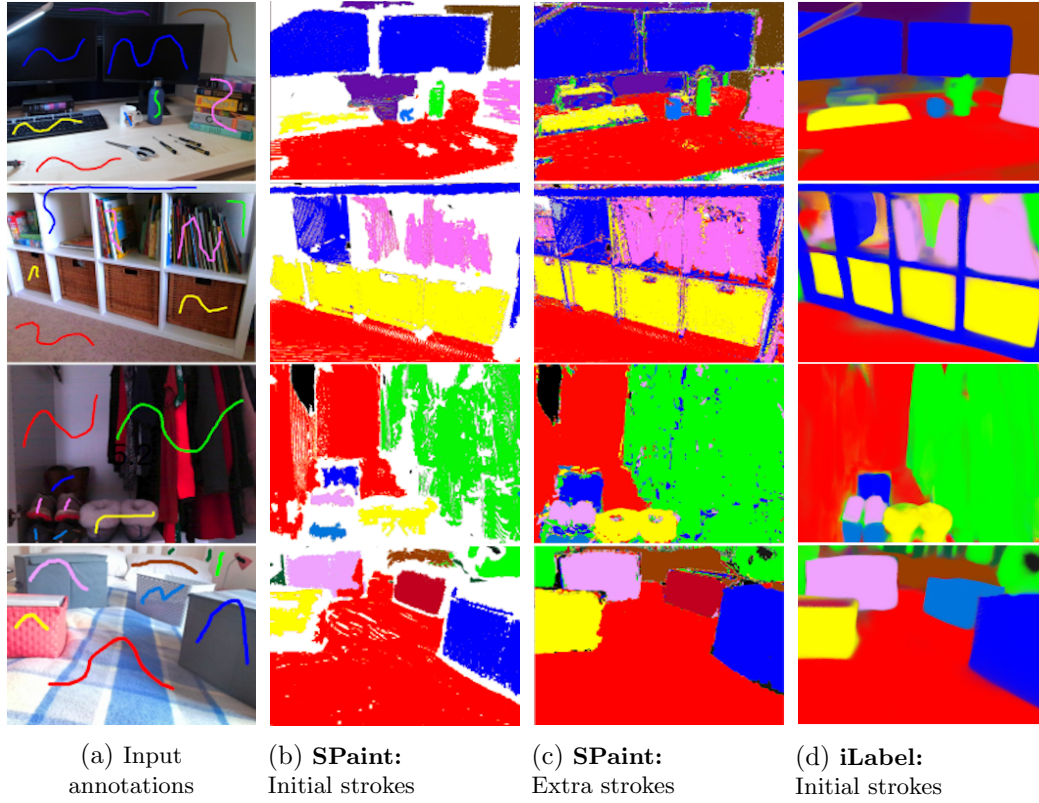 (a) Input
annotations
(b) SPaint:
Initial strokes
(c) SPaint:
Extra strokes
(d) iLabel:
Initial strokes